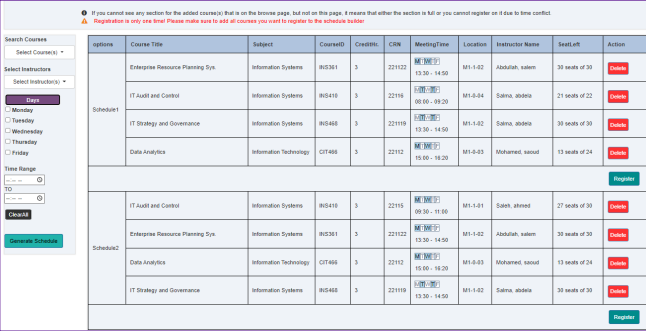 If you cannot see any section for the added course(s) that is on the browse page, but not on this page, it means that either the section is full or you cannot register on it due to time conflict.
Registration is only one time! Please make sure to add all courses you want to register to the schedule builder
Search Courses
Select Course(s)
Select Instructors
Select Instructor(s)
Days
Monday
Tuesday
Wednesday
Thursday
Friday
Time Range
TO
ClearAll
Generate Schedule
options Course Title Subject CourseID CreditHr. CRN MeetingTime Location Instructor Name SeatLeft Action
Schedule1
Enterprise Resource Planning Sys. Information Systems INS361 3 221122 M T W T F 13:30 - 14:50 M1-1-02 Abdullah, salem 30 seats of 30 Delete
IT Audit and Control Information Systems INS410 3 22116 M T W T F 08:00 - 09:20 M1-0-04 Salma, abdela 21 seats of 22 Delete
IT Strategy and Governance Information Systems INS468 3 221119 M T W T F 13:30 - 14:50 M1-1-02 Salma, abdela 30 seats of 30 Delete
Data Analytics Information Technology CIT466 3 22112 M T W T F 15:00 - 16:20 M1-0-03 Mohamed, saoud 13 seats of 24 Delete
Register
Schedule2
IT Audit and Control Information Systems INS410 3 22115 M T W T F 09:30 - 11:00 M1-1-01 Saleh, ahmed 27 seats of 30 Delete
Enterprise Resource Planning Sys. Information Systems INS361 3 221122 M T W T F 13:30 - 14:50 M1-1-02 Abdullah, salem 30 seats of 30 Delete
Data Analytics Information Technology CIT466 3 22112 M T W T F 15:00 - 16:20 M1-0-03 Mohamed, saoud 13 seats of 24 Delete
IT Strategy and Governance Information Systems INS468 3 221119 M T W T F 13:30 - 14:50 M1-1-02 Salma, abdela 30 seats of 30 Delete
Register